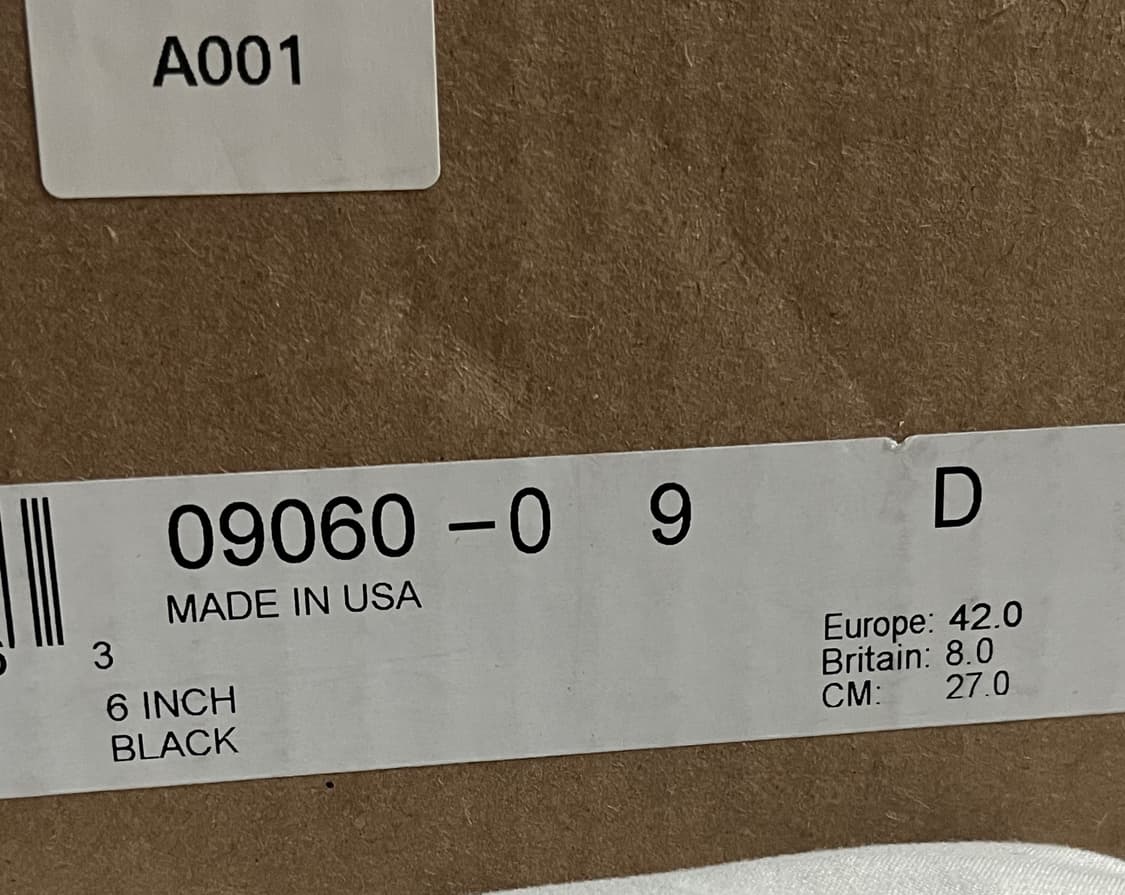 A001
09060 -0 9 D
MADE IN USA
3
6 INCH
BLACK
Europe: 42.0
Britain: 8.0
CM: 27.0